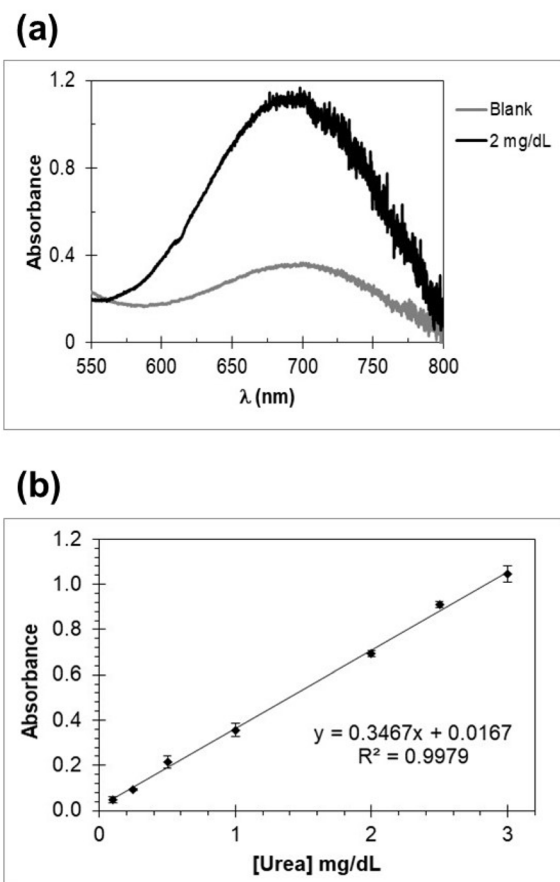 (a)
1.2
0.8
0.4
0
Absorbance
550 600 650 700 750 800
λ (nm)
Blank
2 mg/dL
(b)
1.2
1.0
0.8
0.6
0.4
0.2
0.0
Absorbance
y = 0.3467x + 0.0167
R² = 0.9979
0 1 2 3
[Urea] mg/dL